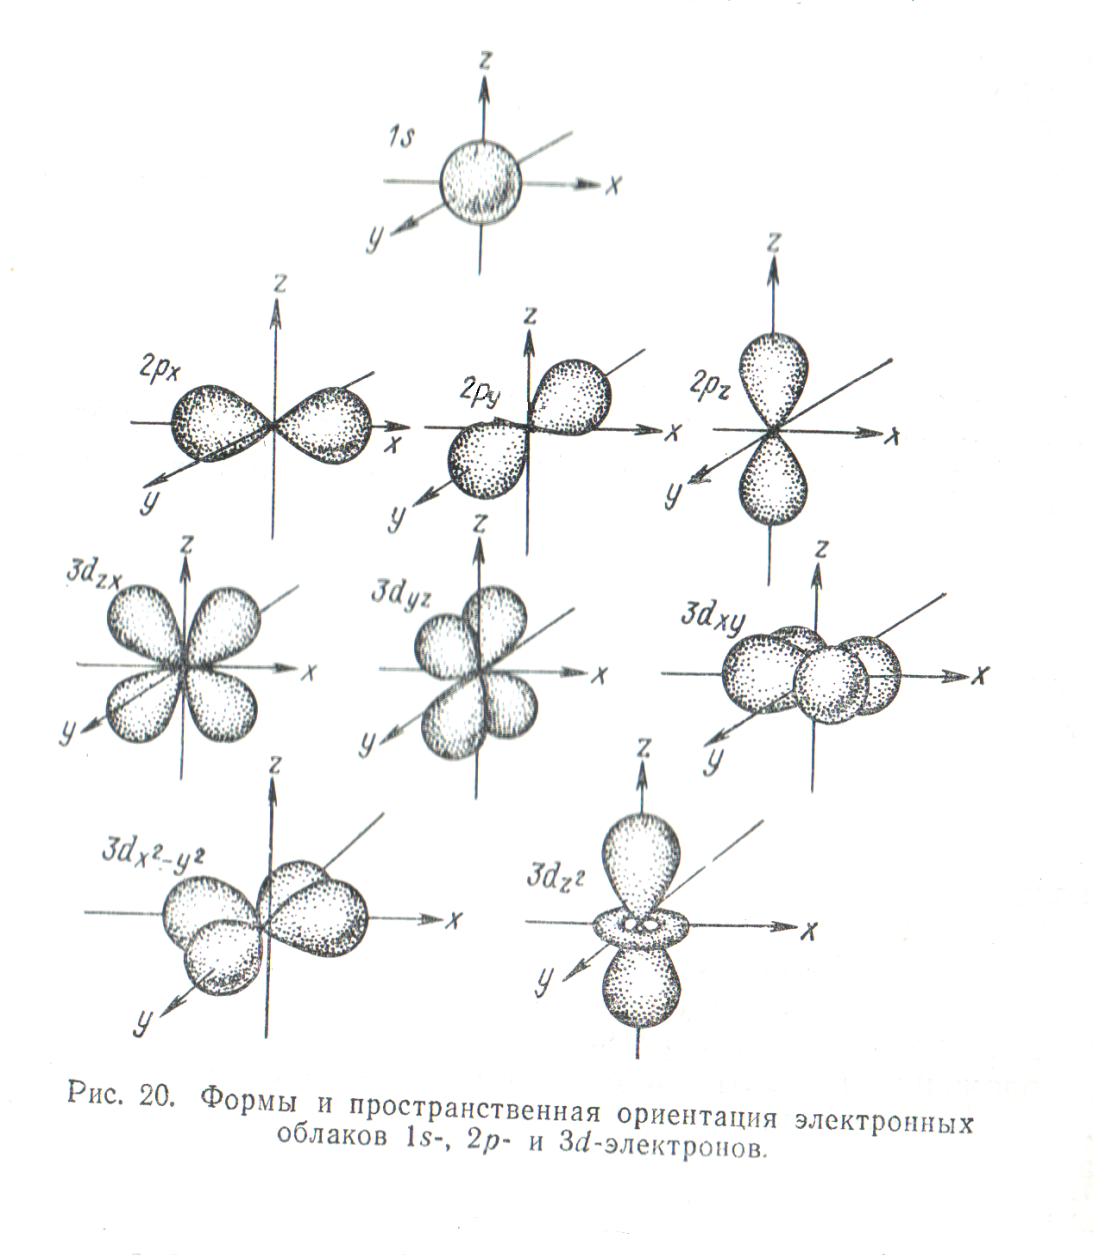 z
1s
x
y
z
2px
x
y
z
2py
x
y
z
2pz
x
y
z
3dzx
x
y
z
3dyz
x
y
z
3dxy
x
y
z
3dx²-y²
x
y
z
3dz²
x
y
Рис. 20. Формы и пространственная ориентация электронных
облаков 1s-, 2p- и 3d-электронов.